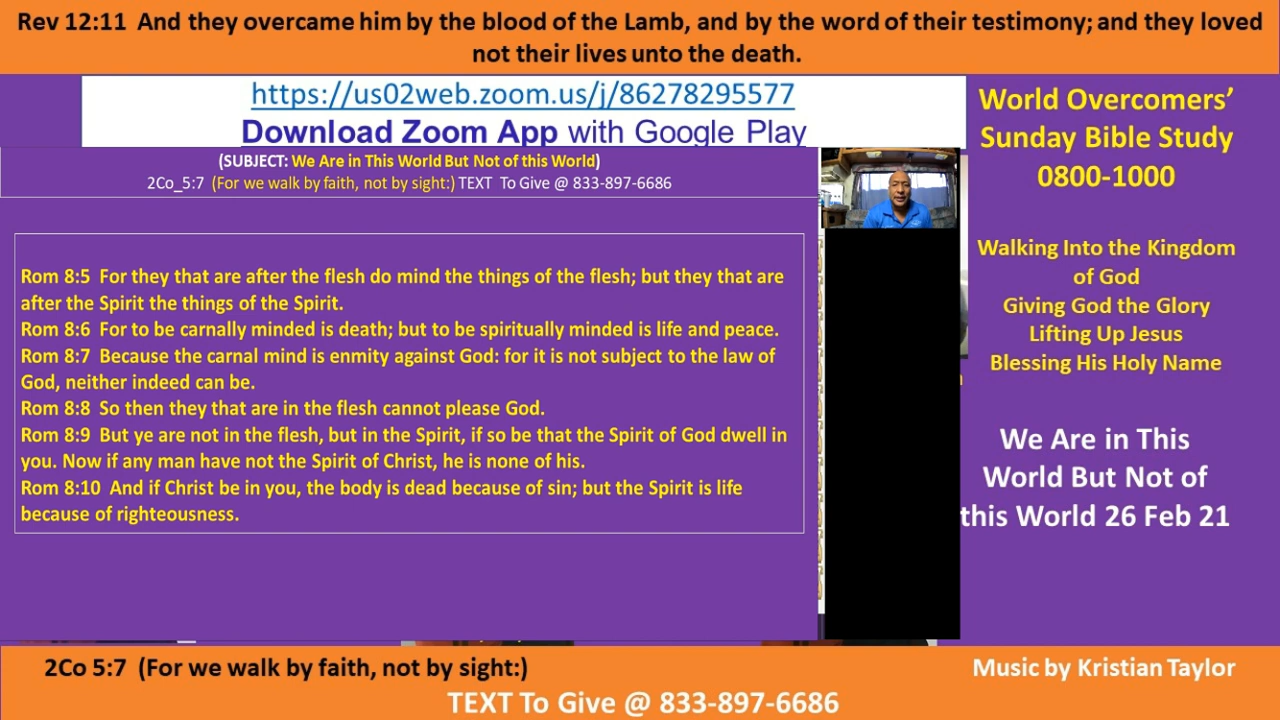 Rev 12:11 And they overcame him by the blood of the Lamb, and by the word of their testimony; and they loved
not their lives unto the death.
https://us02web.zoom.us/j/86278295577
Download Zoom App with Google Play
(SUBJECT: We Are in This World But Not of this World)
2Co_5:7 (For we walk by faith, not by sight:) TEXT To Give @ 833-897-6686
Rom 8:5 For they that are after the flesh do mind the things of the flesh; but they that are
after the Spirit the things of the Spirit.
Rom 8:6 For to be carnally minded is death; but to be spiritually minded is life and peace.
Rom 8:7 Because the carnal mind is enmity against God: for it is not subject to the law of
God, neither indeed can be.
Rom 8:8 So then they that are in the flesh cannot please God.
Rom 8:9 But ye are not in the flesh, but in the Spirit, if so be that the Spirit of God dwell in
you. Now if any man have not the Spirit of Christ, he is none of his.
Rom 8:10 And if Christ be in you, the body is dead because of sin; but the Spirit is life
because of righteousness.
World Overcomers’
Sunday Bible Study
0800-1000
Walking Into the Kingdom
of God
Giving God the Glory
Lifting Up Jesus
Blessing His Holy Name
We Are in This
World But Not of
this World 26 Feb 21
2Co 5:7 (For we walk by faith, not by sight:)
Music by Kristian Taylor
TEXT To Give @ 833-897-6686